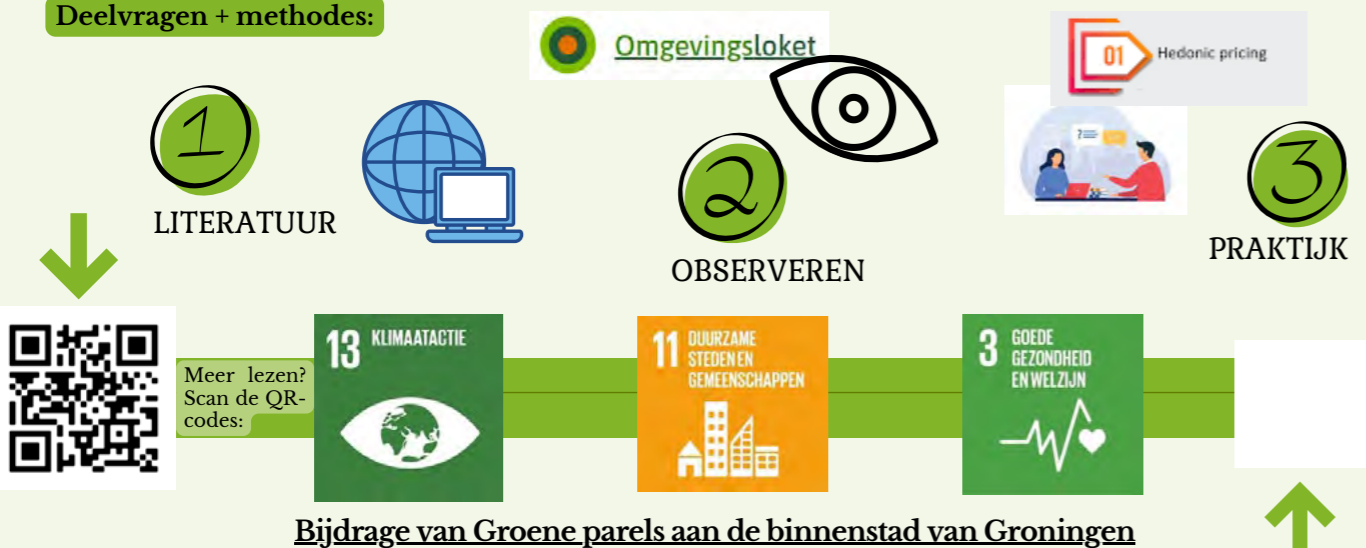 Deelvragen + methodes:
Omgevingsloket
01 Hedonic pricing
?
1
LITERATUUR
2
OBSERVEREN
3
PRAKTIJK
Meer lezen?
Scan de QR-
codes:
13 KLIMAATACTIE
11 DUURZAME
STEDEN EN
GEMEENSCHAPPEN
3 GOEDE
GEZONDHEID
EN WELZIJN
Bijdrage van Groene parels aan de binnenstad van Groningen